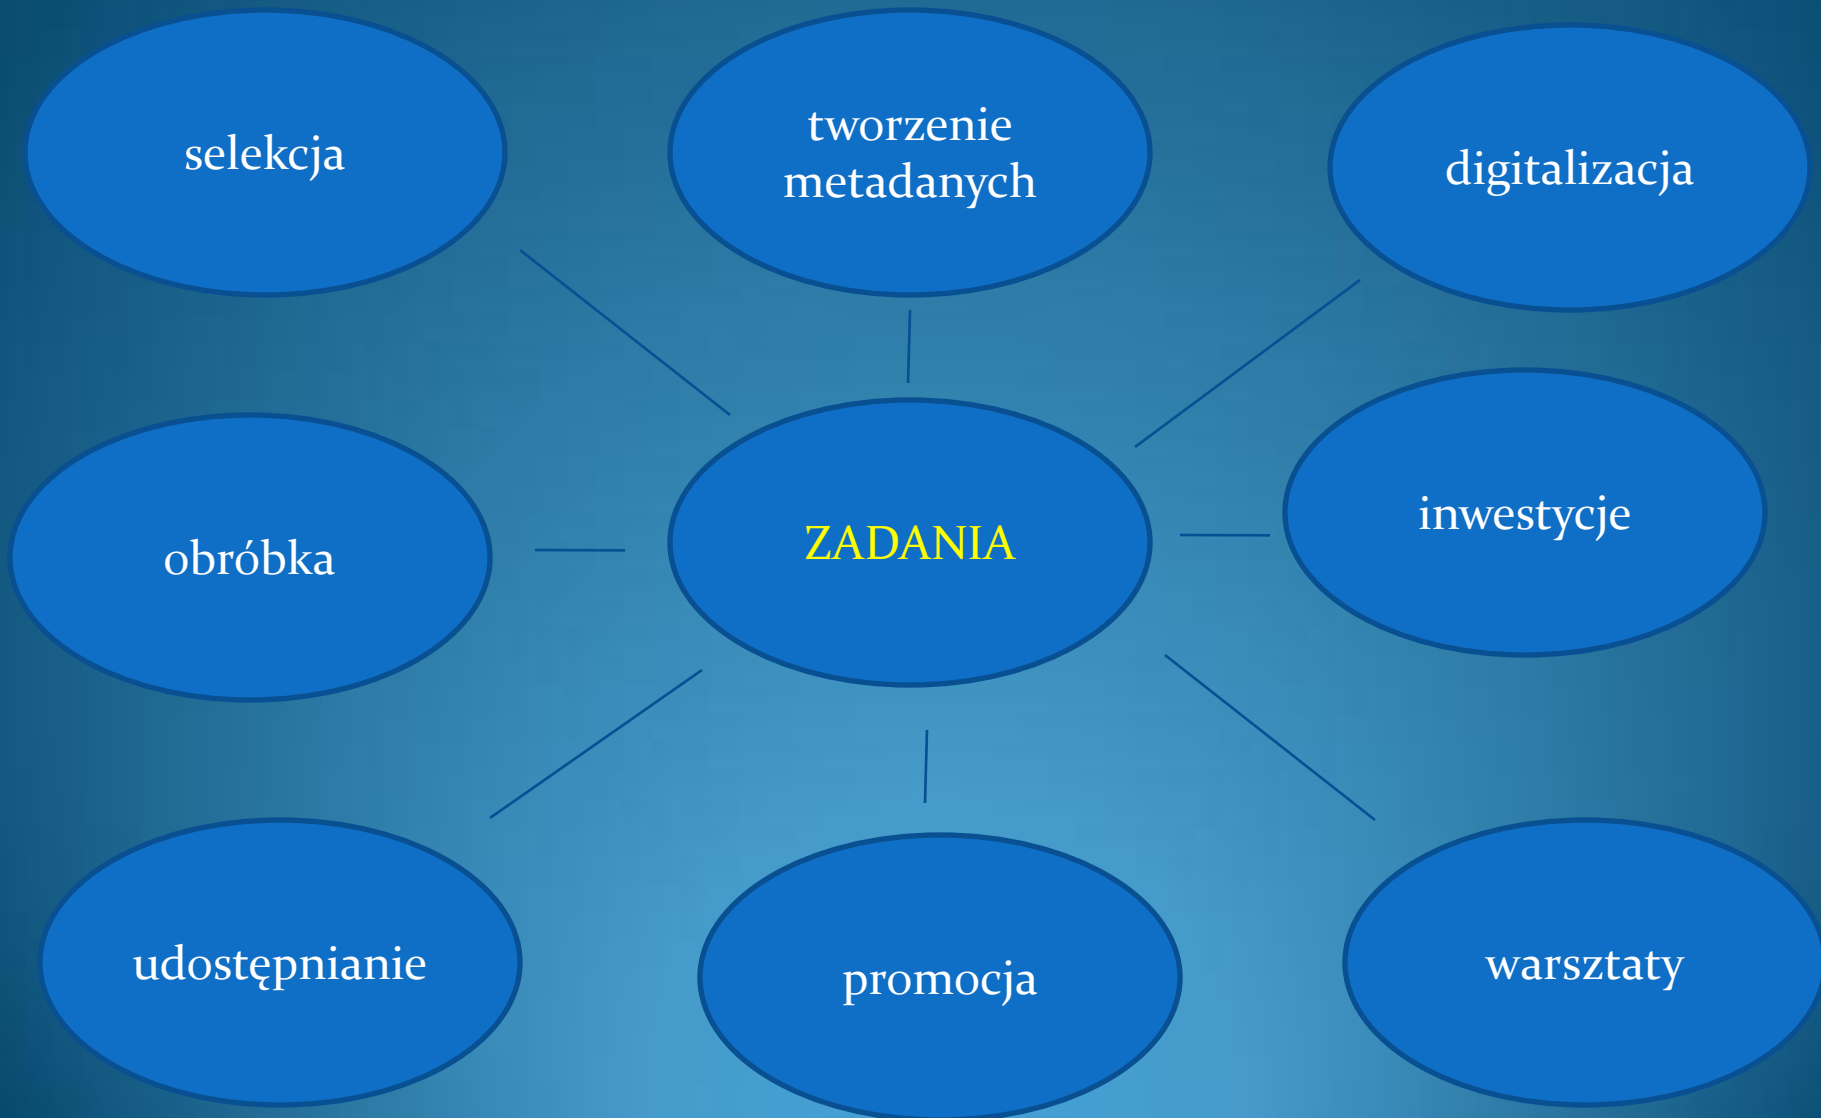 selekcja
tworzenie
metadanych
digitalizacja
obróbka
ZADANIA
inwestycje
udostępnianie
promocja
warsztaty